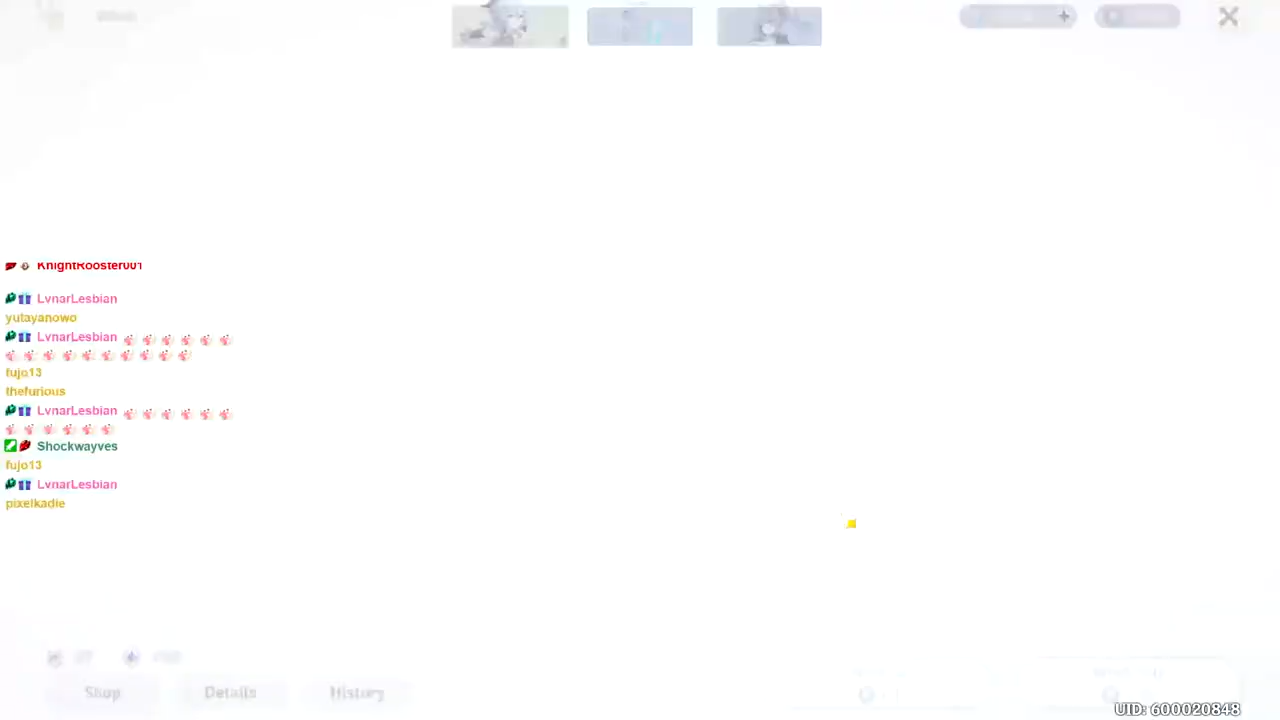 KnightRooster001
LvnarLesbian
yutayanowo
LvnarLesbian
fujo13
thefurious
LvnarLesbian
Shockwayves
fujo13
LvnarLesbian
pixelkadie
Shop Details History
UID: 600020848